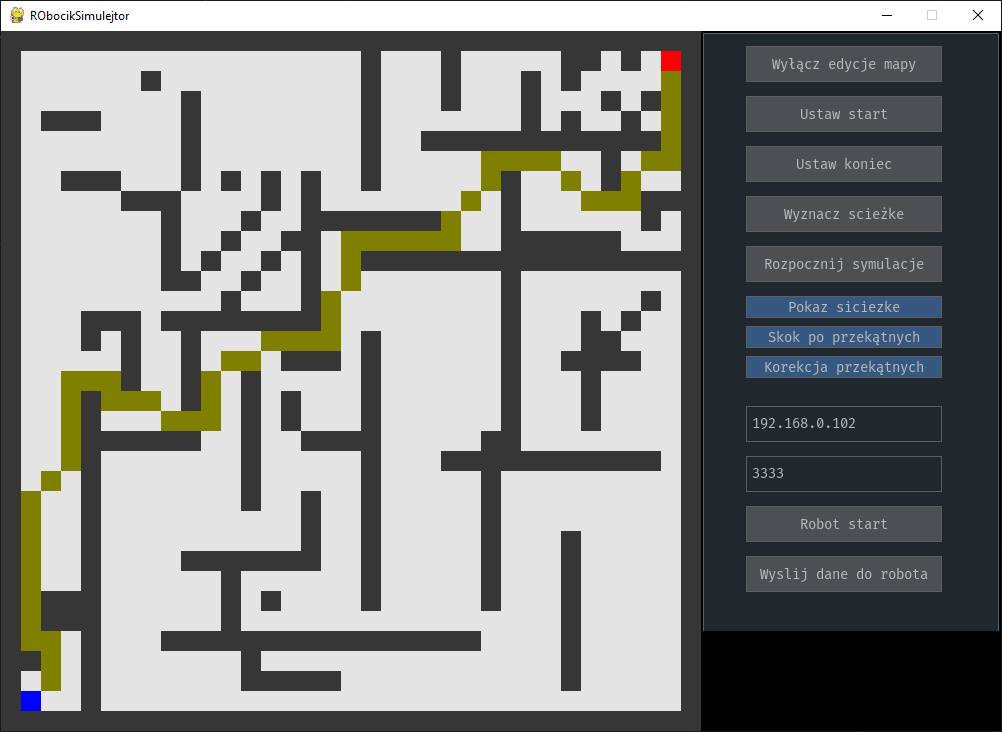 RObocikSimulejtor
Wyłącz edycje mapy
Ustaw start
Ustaw koniec
Wyznacz scieżke
Rozpocznij symulacje
Pokaz siciezke
Skok po przekątnych
Korekcja przekątnych
192.168.0.102
3333
Robot start
Wyslij dane do robota